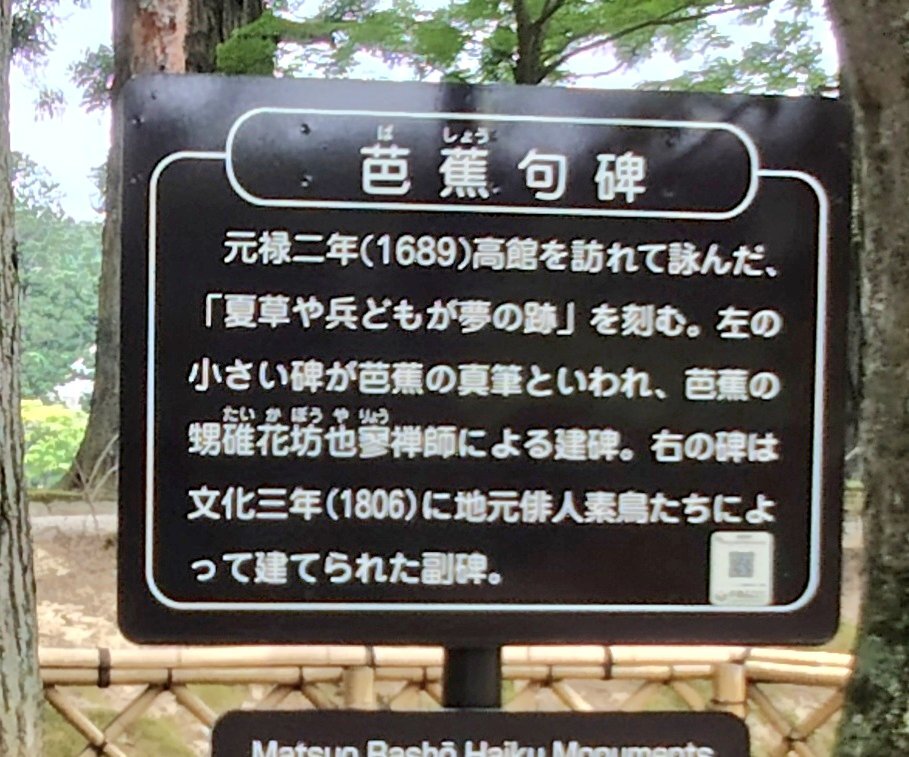 ば しょう
芭蕉句碑
元禄二年(1689)高館を訪れて詠んだ、
「夏草や兵どもが夢の跡」を刻む。左の
小さい碑が芭蕉の真筆といわれ、芭蕉の
たい か ぼう や りょう
甥碓花坊也寥禅師による建碑。右の碑は
文化三年(1806)に地元俳人素鳥たちによ
って建てられた副碑。
Matsuo Bashō Haiku Monuments